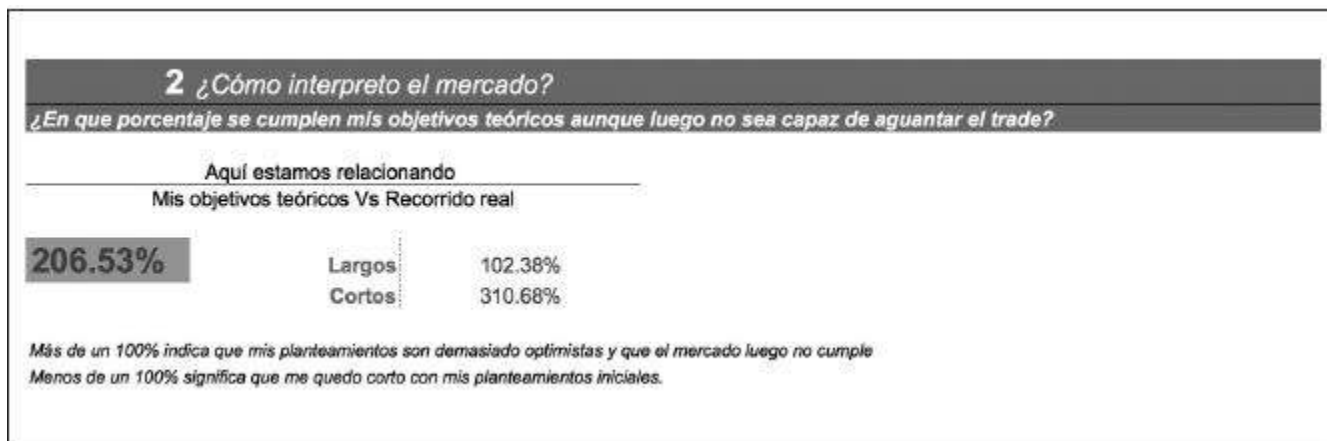 2 ¿Cómo interpreto el mercado?
¿En que porcentaje se cumplen mis objetivos teóricos aunque luego no sea capaz de aguantar el trade?
Aquí estamos relacionando
Mis objetivos teóricos Vs Recorrido real
206.53% Largos 102.38%
Cortos 310.68%
Más de un 100% indica que mis planteamientos son demasiado optimistas y que el mercado luego no cumple
Menos de un 100% significa que me quedo corto con mis planteamientos iniciales.